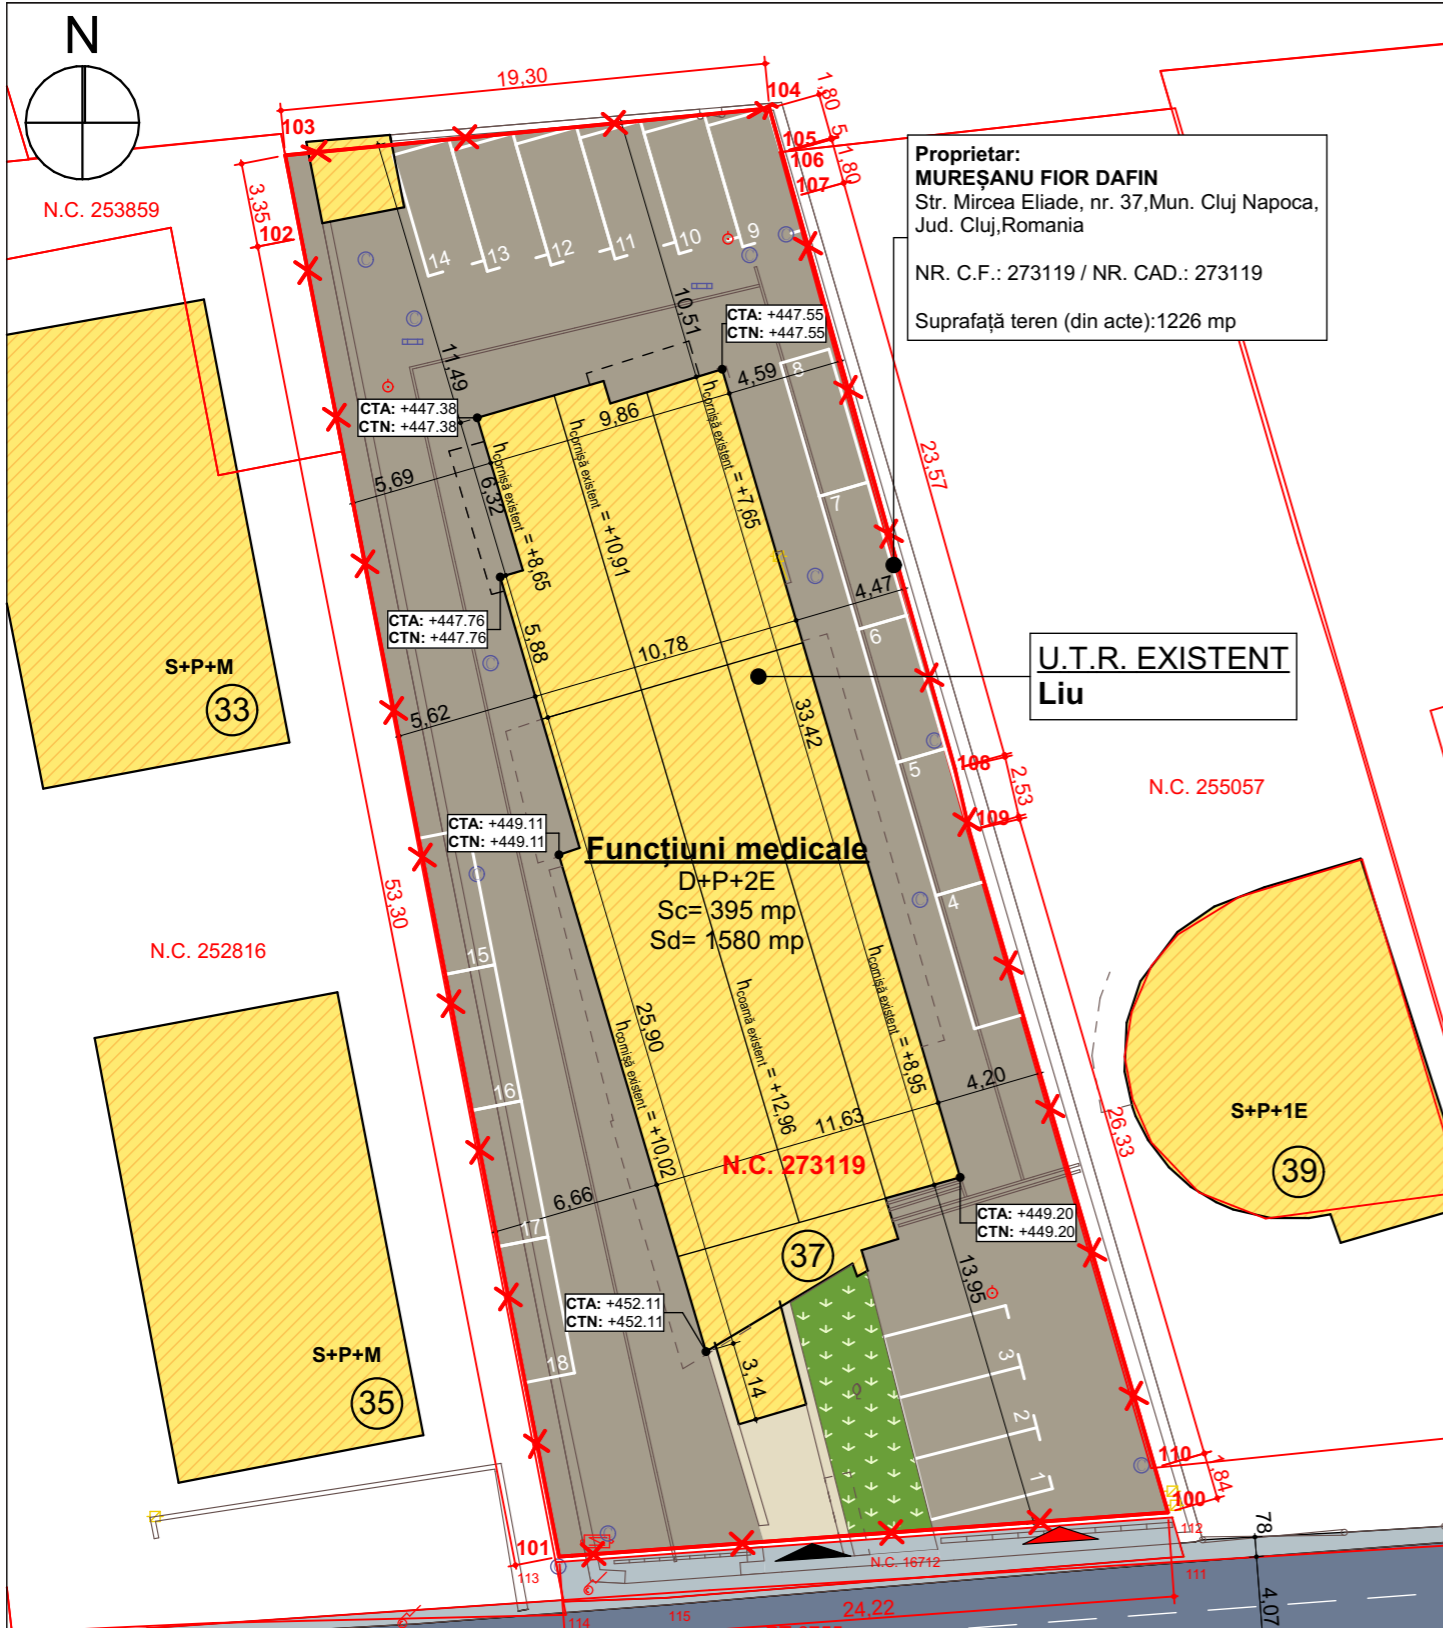 N
19,30
103
104
1,80
5
105
106
1,80
107
3,35
102
N.C. 253859
Proprietar:
MUREȘANU FIOR DAFIN
Str. Mircea Eliade, nr. 37,Mun. Cluj Napoca,
Jud. Cluj,Romania
NR. C.F.: 273119 / NR. CAD.: 273119
Suprafață teren (din acte):1226 mp
14
13
12
11
10
9
10,51
11,49
CTA: +447.55
CTN: +447.55
4,59
8
CTA: +447.38
CTN: +447.38
9,86
hcornișă existent = +7,65
hcornișă existent = +10,91
hcornișă existent = +8,65
5,69
6,32
7
23,57
4,47
6
CTA: +447.76
CTN: +447.76
5,88
10,78
U.T.R. EXISTENT
Liu
S+P+M
33
5,62
33,42
5
108
2,53
109
N.C. 255057
CTA: +449.11
CTN: +449.11
Funcțiuni medicale
D+P+2E
Sc= 395 mp
Sd= 1580 mp
4
53,30
N.C. 252816
15
25,90
hcornișă existent = +10,02
hcoamă existent = +12,96
hcornișă existent = +8,95
4,20
16
11,63
N.C. 273119
26,33
S+P+1E
39
6,66
17
CTA: +449.20
CTN: +449.20
37
13,95
CTA: +452.11
CTN: +452.11
S+P+M
35
18
3,14
3
2
1
110
1,84
100
101
113
112
N.C. 16712
111
78
4,07
24,22
114
115